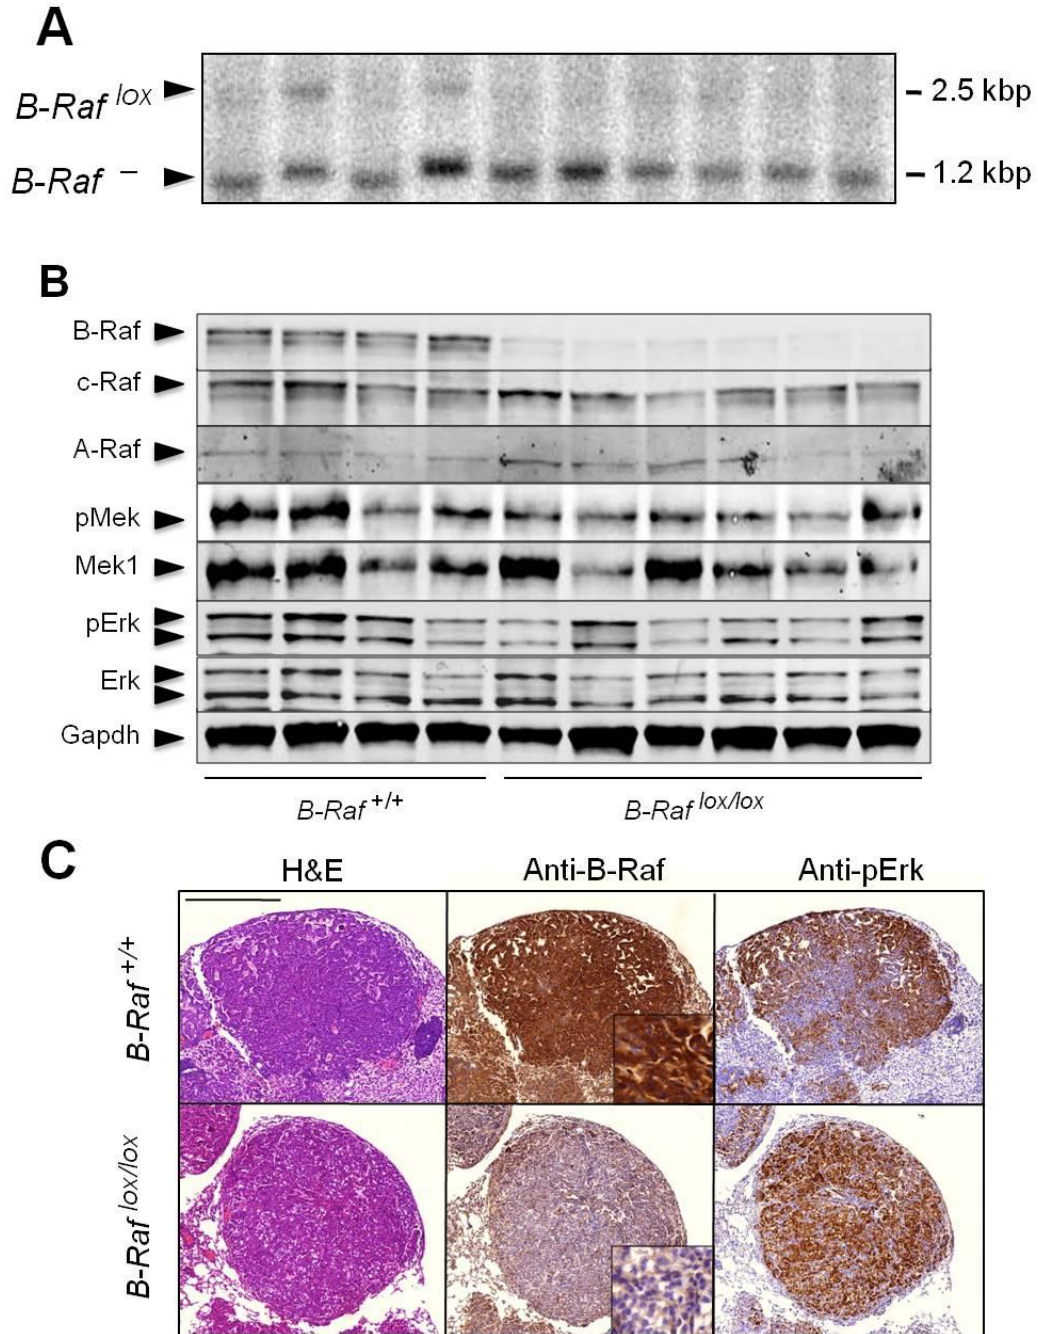 A
B-Raf lox
2.5 kbp
B-Raf –
1.2 kbp
B
B-Raf
c-Raf
A-Raf
pMek
Mek1
pErk
Erk
Gapdh
B-Raf +/+ B-Raf lox/lox
C
H&E Anti-B-Raf Anti-pErk
B-Raf +/+
B-Raf lox/lox